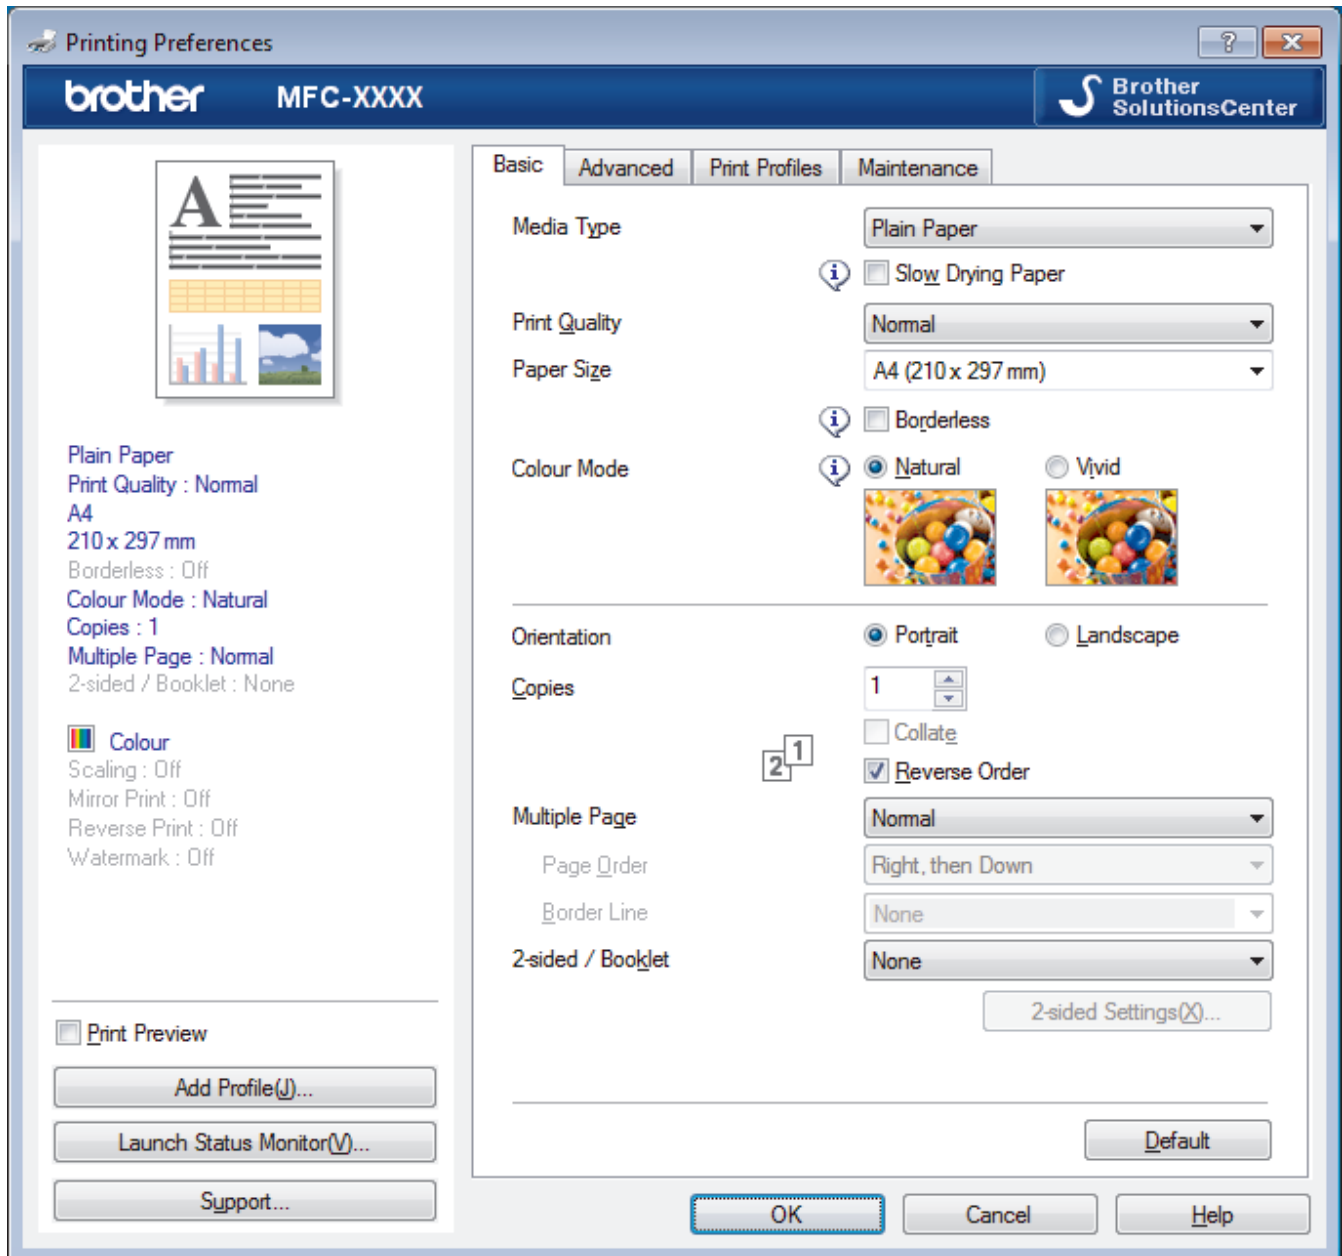 Printing Preferences
brother MFC-XXXX
Brother
SolutionsCenter
A
Plain Paper
Print Quality : Normal
A4
210 x 297 mm
Borderless : Off
Colour Mode : Natural
Copies : 1
Multiple Page : Normal
2-sided / Booklet : None
Colour
Scaling : Off
Mirror Print : Off
Reverse Print : Off
Watermark : Off
Print Preview
Add Profile(J)...
Launch Status Monitor(V)...
Support...
Basic Advanced Print Profiles Maintenance
Media Type Plain Paper
Slow Drying Paper
Print Quality Normal
Paper Size A4 (210 x 297 mm)
Borderless
Colour Mode Natural Vivid
Orientation Portrait Landscape
Copies 1
Collate
2 1 Reverse Order
Multiple Page Normal
Page Order Right, then Down
Border Line None
2-sided / Booklet None
2-sided Settings(X)...
Default
OK Cancel Help